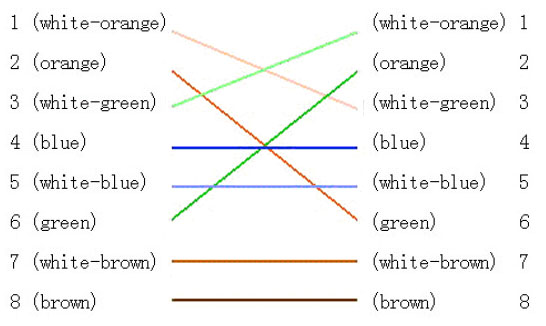 1 (white-orange) (white-orange) 1
2 (orange) (orange) 2
3 (white-green) (white-green) 3
4 (blue) (blue) 4
5 (white-blue) (white-blue) 5
6 (green) (green) 6
7 (white-brown) (white-brown) 7
8 (brown) (brown) 8